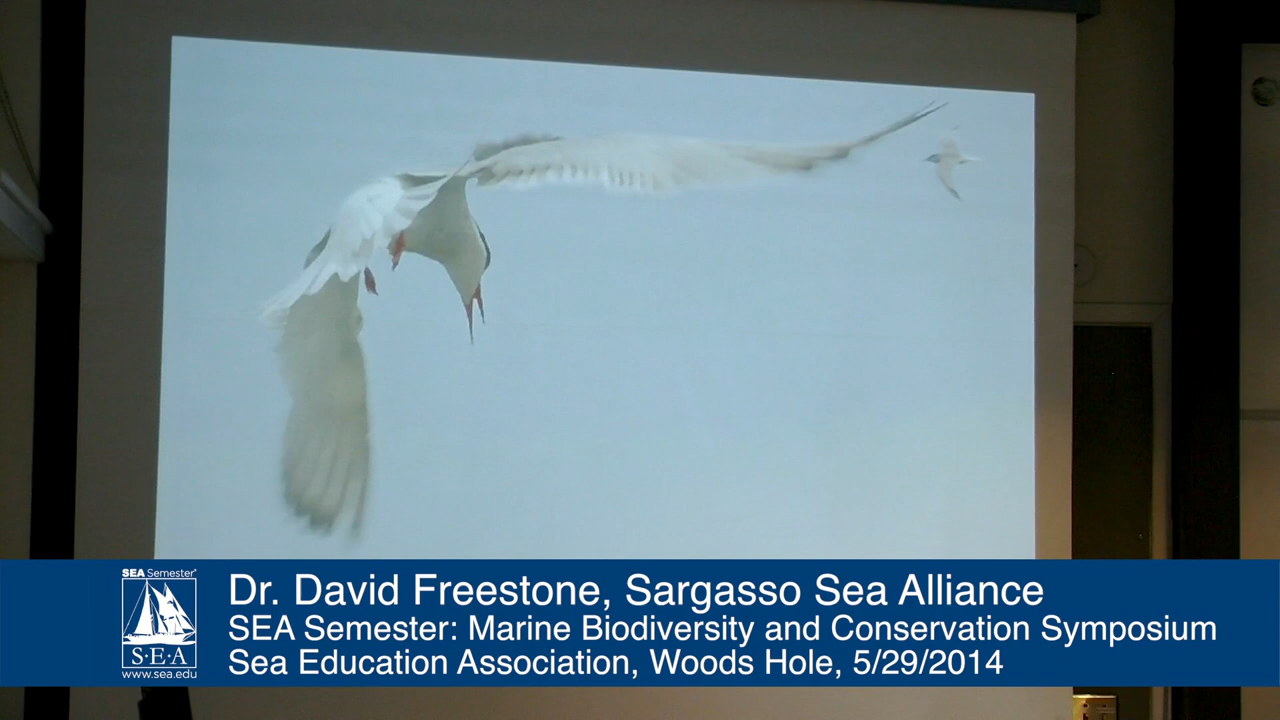 SEA Semester®
S·E·A
www.sea.edu
Dr. David Freestone, Sargasso Sea Alliance
SEA Semester: Marine Biodiversity and Conservation Symposium
Sea Education Association, Woods Hole, 5/29/2014